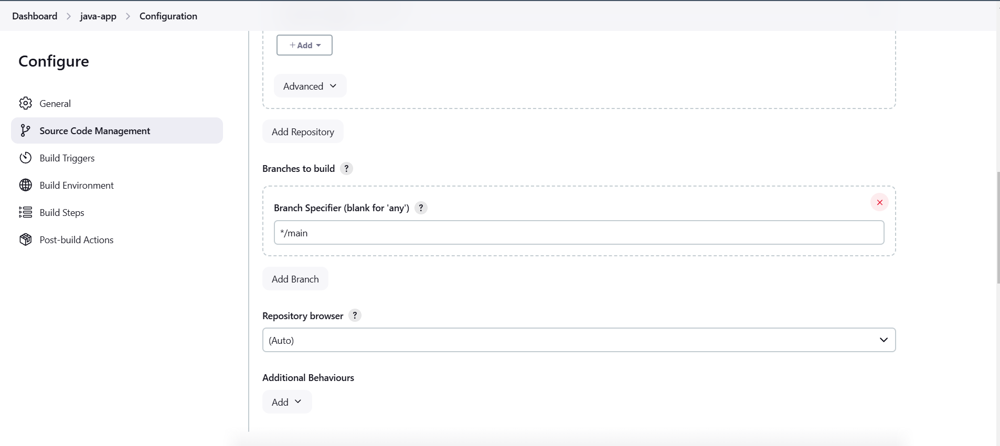 Dashboard > java-app > Configuration
Configure
General
Source Code Management
Build Triggers
Build Environment
Build Steps
Post-build Actions
+ Add
Advanced
Add Repository
Branches to build ?
Branch Specifier (blank for 'any') ?
*/main
Add Branch
Repository browser ?
(Auto)
Additional Behaviours
Add